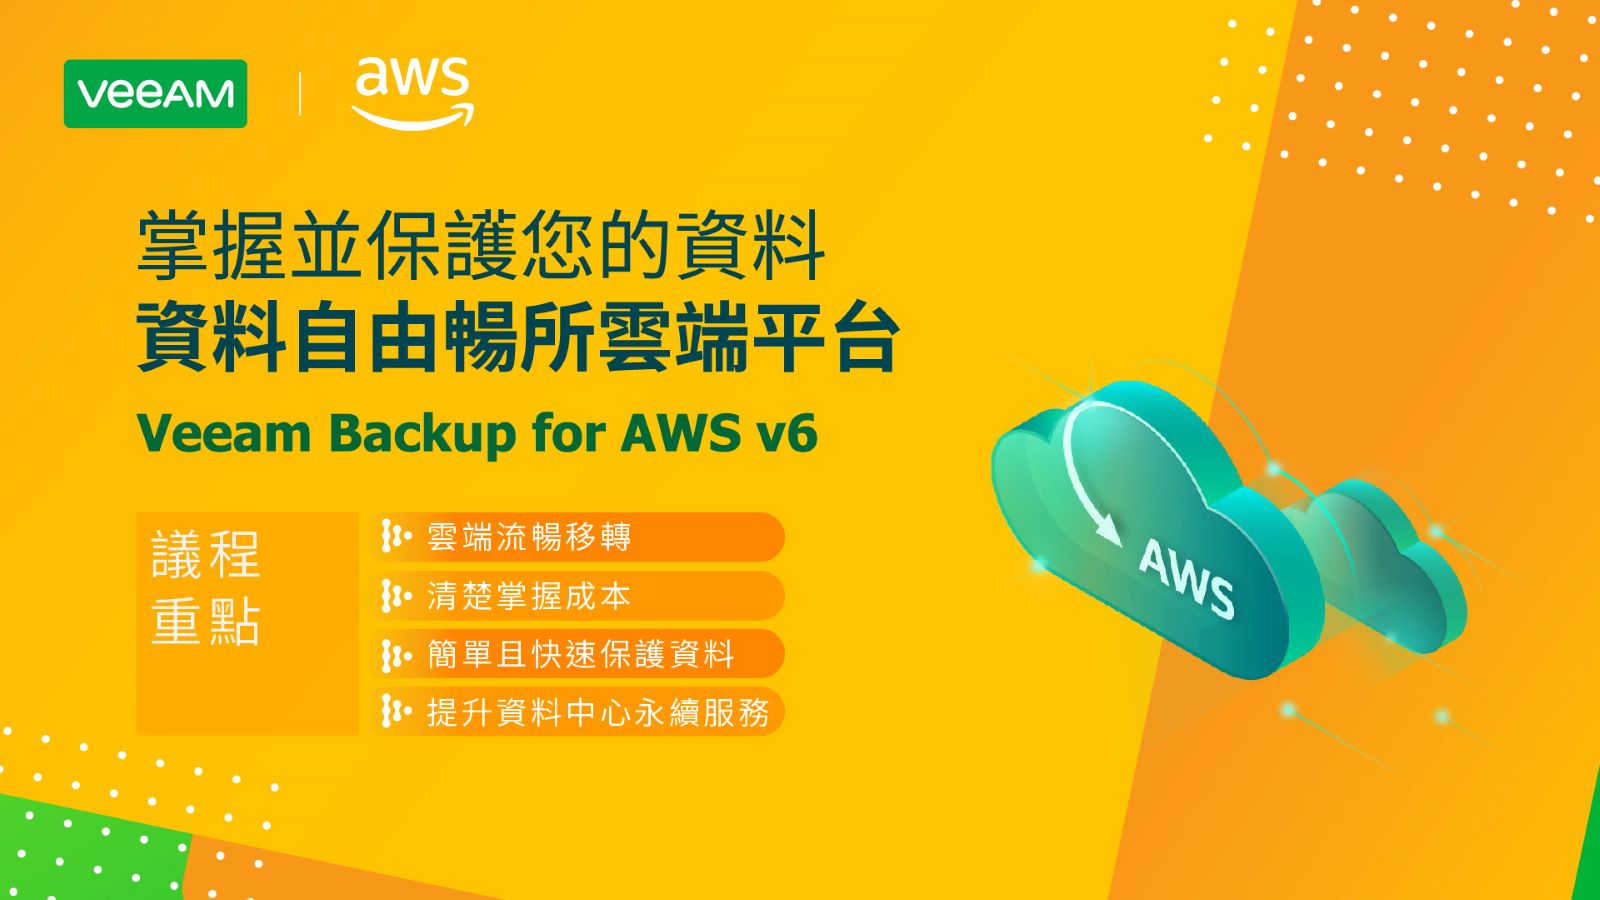 veeAM
aws
掌握並保護您的資料
資料自由暢所雲端平台
Veeam Backup for AWS v6
議程
重點
雲端流暢移轉
清楚掌握成本
簡單且快速保護資料
提升資料中心永續服務
AWS